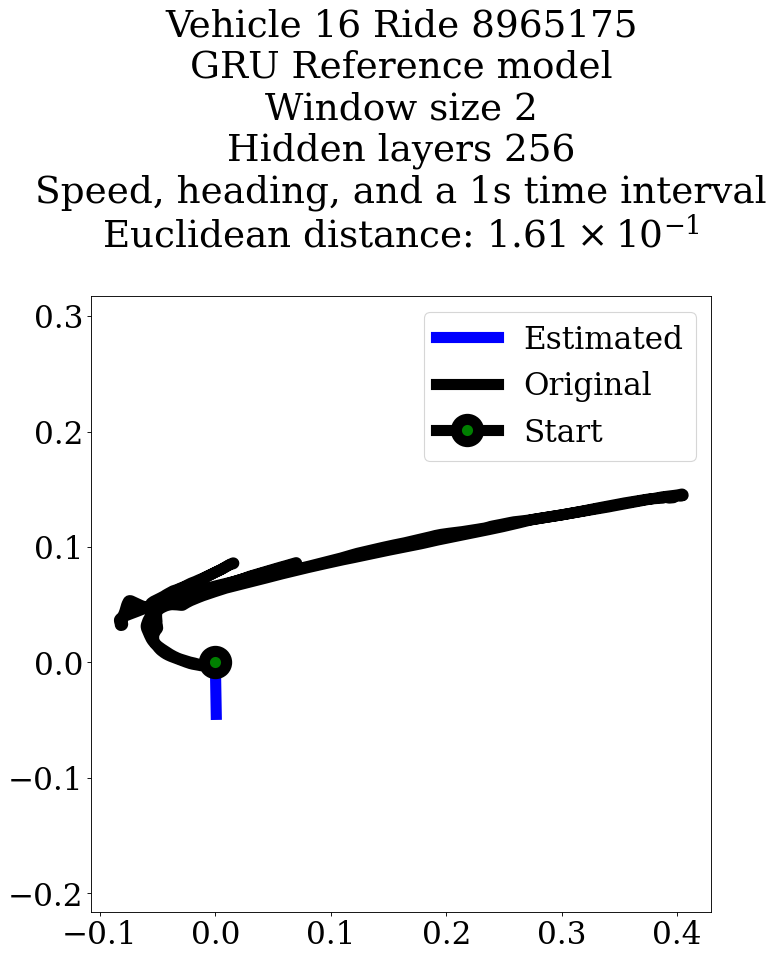 Vehicle 16 Ride 8965175
GRU Reference model
Window size 2
Hidden layers 256
Speed, heading, and a 1s time interval
Euclidean distance: 1.61 × 10⁻¹
0.3
0.2
0.1
0.0
−0.1
−0.2
Estimated
Original
Start
−0.1 0.0 0.1 0.2 0.3 0.4